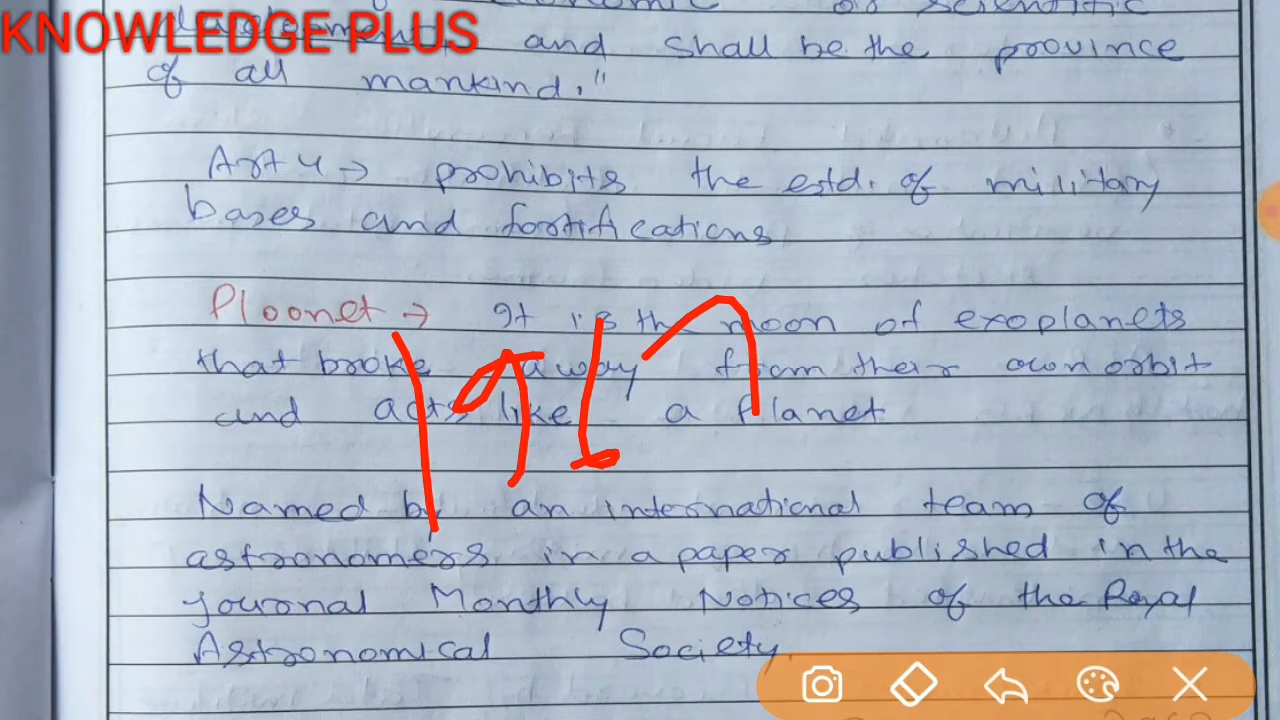 KNOWLEDGE PLUS
economic or scientific
and shall be the province
of all mankind."
Art 4 → prohibits the estd. of military
bases and fortifications
Ploonet → It is the moon of exoplanets
that broke away from their own orbit
and acts like a planet
Named by an international team of
astronomers in a paper published in the
journal Monthly Notices of the Royal
Astronomical Society.